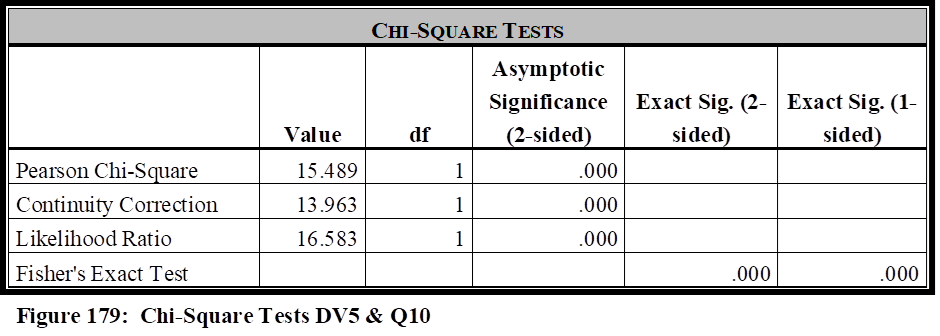 CHI-SQUARE TESTS
Value df Asymptotic Significance (2-sided) Exact Sig. (2-sided) Exact Sig. (1-sided)
Pearson Chi-Square 15.489 1 .000
Continuity Correction 13.963 1 .000
Likelihood Ratio 16.583 1 .000
Fisher's Exact Test .000 .000
Figure 179: Chi-Square Tests DV5 & Q10